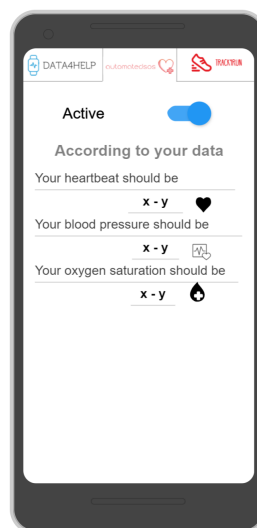 DATA4HELP automatedsos TRACK4RUN
Active
According to your data
Your heartbeat should be
x - y
Your blood pressure should be
x - y
Your oxygen saturation should be
x - y